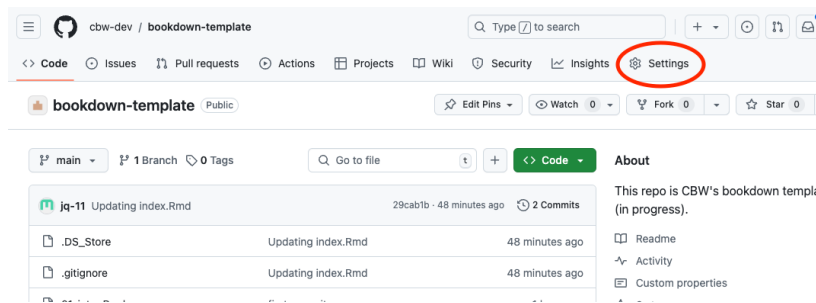 cbw-dev / bookdown-template
Type / to search
Code Issues Pull requests Actions Projects Wiki Security Insights Settings
bookdown-template Public
Edit Pins Watch 0 Fork 0 Star 0
main 1 Branch 0 Tags Go to file t Code About
This repo is CBW's bookdown
(in progress).
jq-11 Updating index.Rmd 29cab1b · 48 minutes ago 2 Commits
.DS_Store Updating index.Rmd 48 minutes ago
Readme
Activity
.gitignore Updating index.Rmd 48 minutes ago
Custom properties